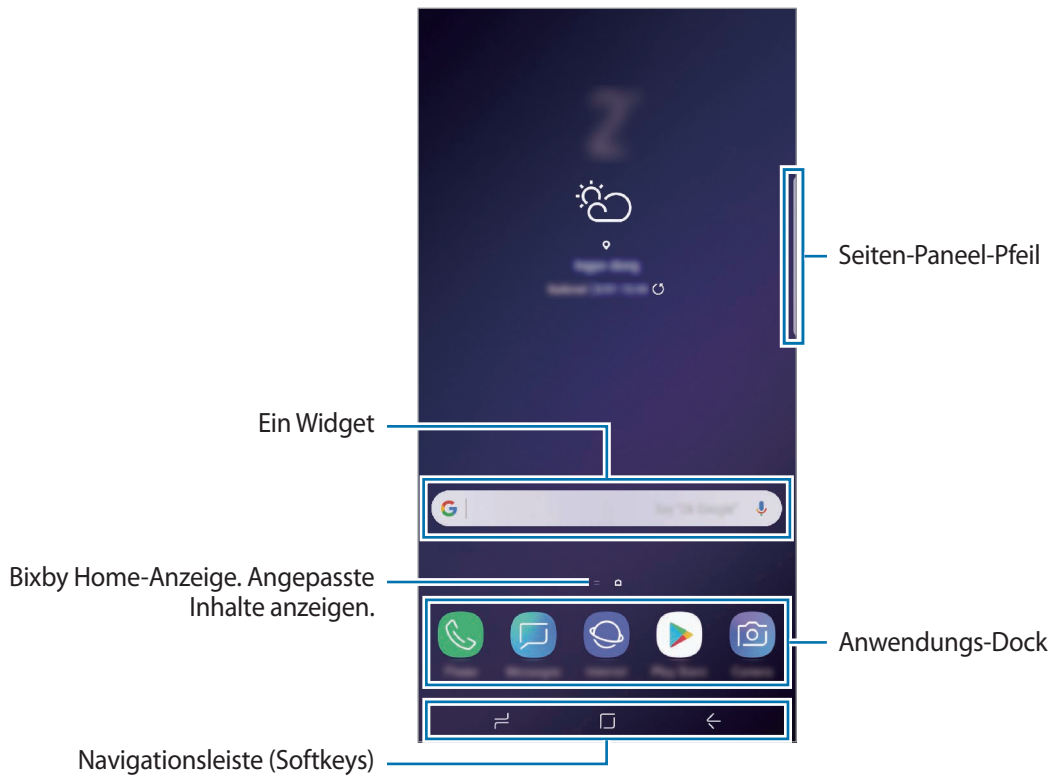 Seiten-Paneel-Pfeil
Ein Widget
Bixby Home-Anzeige. Angepasste
Inhalte anzeigen.
Anwendungs-Dock
Navigationsleiste (Softkeys)